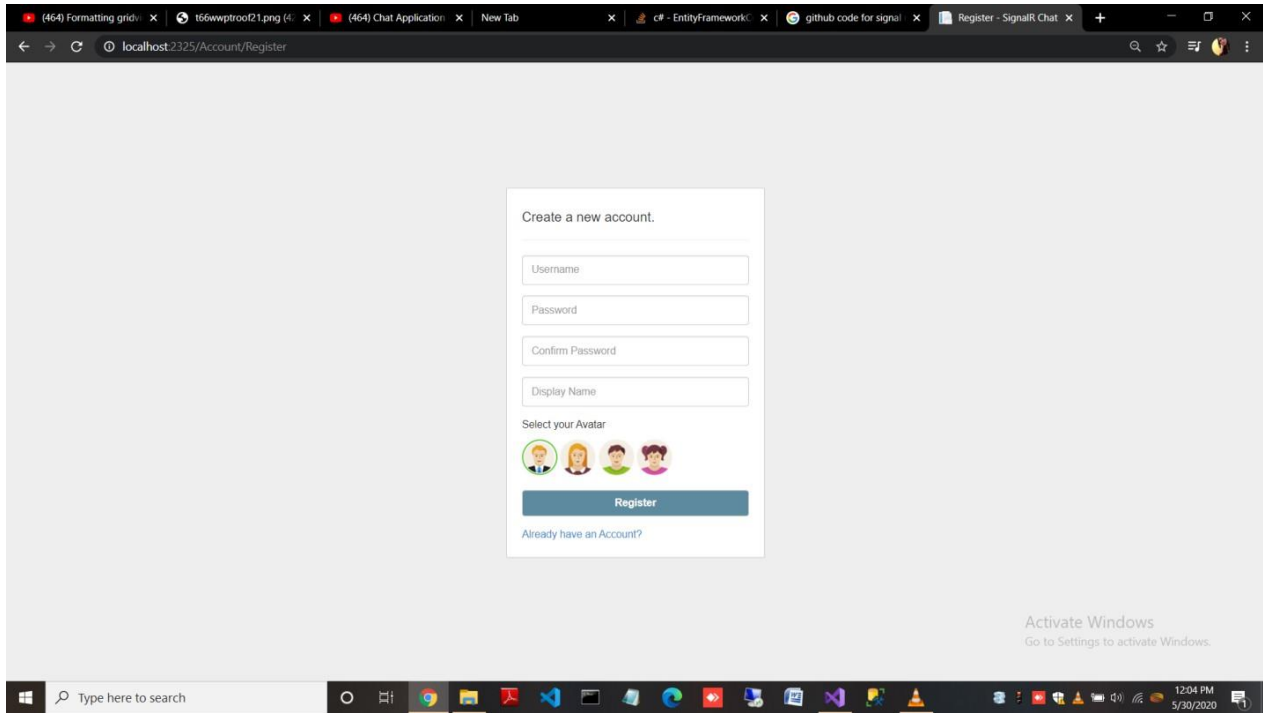 (464) Formatting gridvi
t66wwptroof21.png (4
(464) Chat Application
New Tab
c# - EntityFrameworkC
github code for signal
Register - SignalR Chat
localhost:2325/Account/Register
Create a new account.
Username
Password
Confirm Password
Display Name
Select your Avatar
Register
Already have an Account?
Activate Windows
Go to Settings to activate Windows.
Type here to search
12:04 PM
5/30/2020